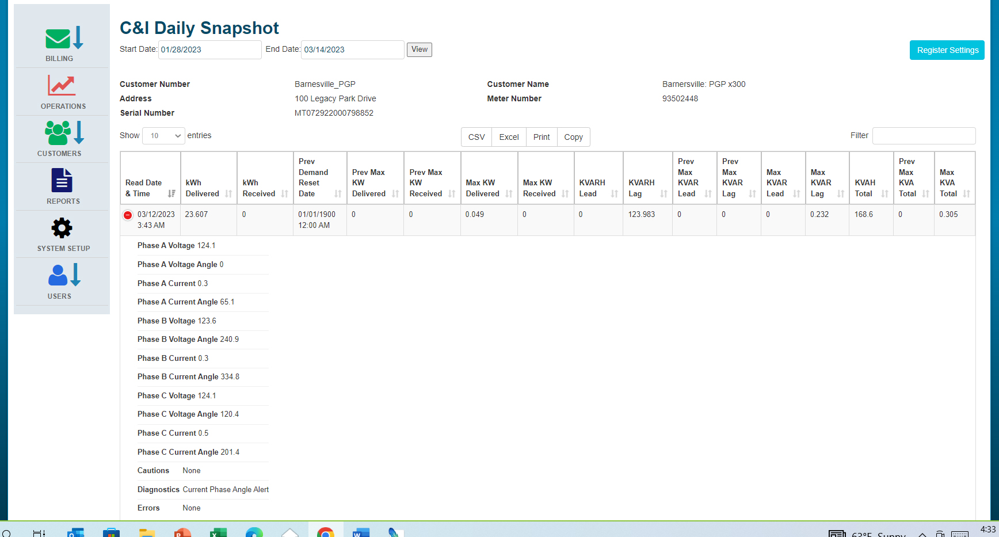 BILLING
OPERATIONS
CUSTOMERS
REPORTS
SYSTEM SETUP
USERS
C&I Daily Snapshot
Start Date: 01/28/2023 End Date: 03/14/2023 View
Register Settings
Customer Number Barnesville_PGP Customer Name Barnersville: PGP x300
Address 100 Legacy Park Drive Meter Number 93502448
Serial Number MT072922000798852
Show 10 entries CSV Excel Print Copy Filter
Read Date & Time kWh Delivered kWh Received Prev Demand Reset Date Prev Max KW Delivered Prev Max KW Received Max KW Delivered Max KW Received KVARH Lead KVARH Lag Prev Max KVAR Lead Prev Max KVAR Lag Max KVAR Lead Max KVAR Lag KVAH Total Prev Max KVA Total Max KVA Total
03/12/2023 3:43 AM 23.607 0 01/01/1900 12:00 AM 0 0 0.049 0 0 123.983 0 0 0 0.232 168.6 0 0.305
Phase A Voltage 124.1
Phase A Voltage Angle 0
Phase A Current 0.3
Phase A Current Angle 65.1
Phase B Voltage 123.6
Phase B Voltage Angle 240.9
Phase B Current 0.3
Phase B Current Angle 334.8
Phase C Voltage 124.1
Phase C Voltage Angle 120.4
Phase C Current 0.5
Phase C Current Angle 201.4
Cautions None
Diagnostics Current Phase Angle Alert
Errors None
63°F Sunny 4:33